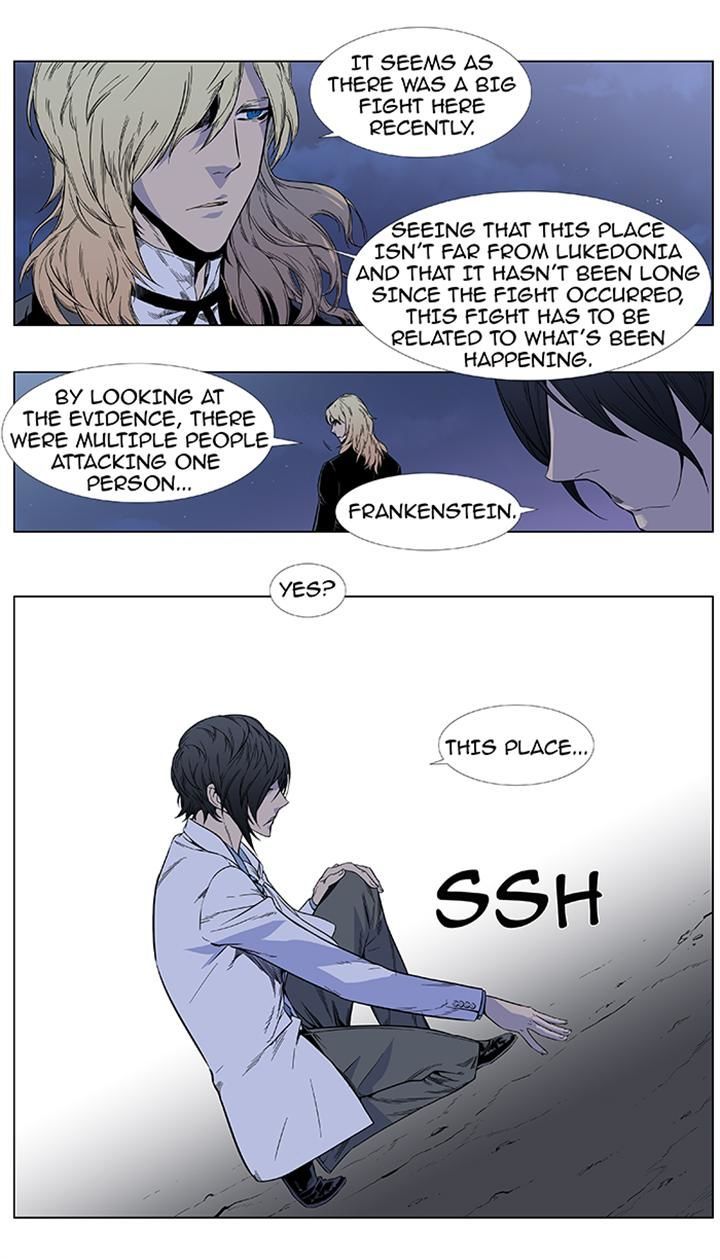 IT SEEMS AS
THERE WAS A BIG
FIGHT HERE
RECENTLY.
SEEING THAT THIS PLACE
ISN'T FAR FROM LUKEDONIA
AND THAT IT HASN'T BEEN LONG
SINCE THE FIGHT OCCURRED,
THIS FIGHT HAS TO BE
RELATED TO WHAT'S BEEN
HAPPENING.
BY LOOKING AT
THE EVIDENCE, THERE
WERE MULTIPLE PEOPLE
ATTACKING ONE
PERSON...
FRANKENSTEIN.
YES?
THIS PLACE...
SSH